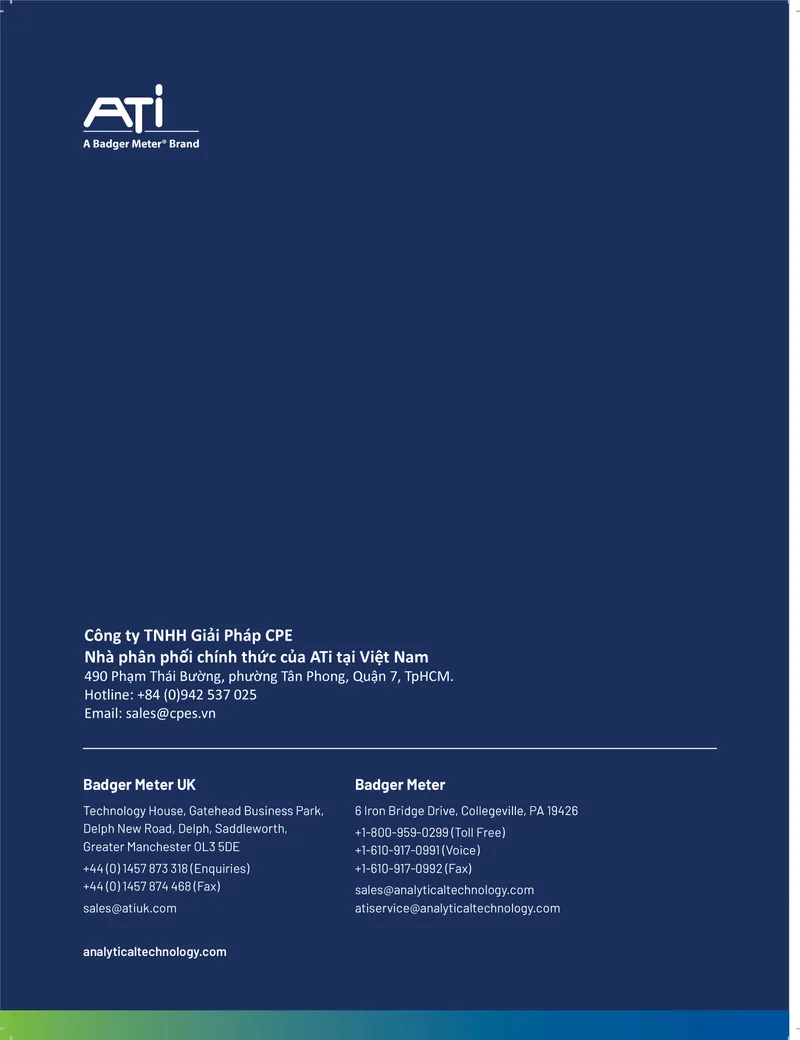 ATi
A Badger Meter® Brand
Công ty TNHH Giải Pháp CPE
Nhà phân phối chính thức của ATi tại Việt Nam
490 Phạm Thái Bường, phường Tân Phong, Quận 7, TpHCM.
Hotline: +84 (0)942 537 025
Email: sales@cpes.vn
Badger Meter UK
Technology House, Gatehead Business Park,
Delph New Road, Delph, Saddleworth,
Greater Manchester OL3 5DE
+44 (0) 1457 873 318 (Enquiries)
+44 (0) 1457 874 468 (Fax)
sales@atiuk.com
Badger Meter
6 Iron Bridge Drive, Collegeville, PA 19426
+1-800-959-0299 (Toll Free)
+1-610-917-0991 (Voice)
+1-610-917-0992 (Fax)
sales@analyticaltechnology.com
atiservice@analyticaltechnology.com
analyticaltechnology.com